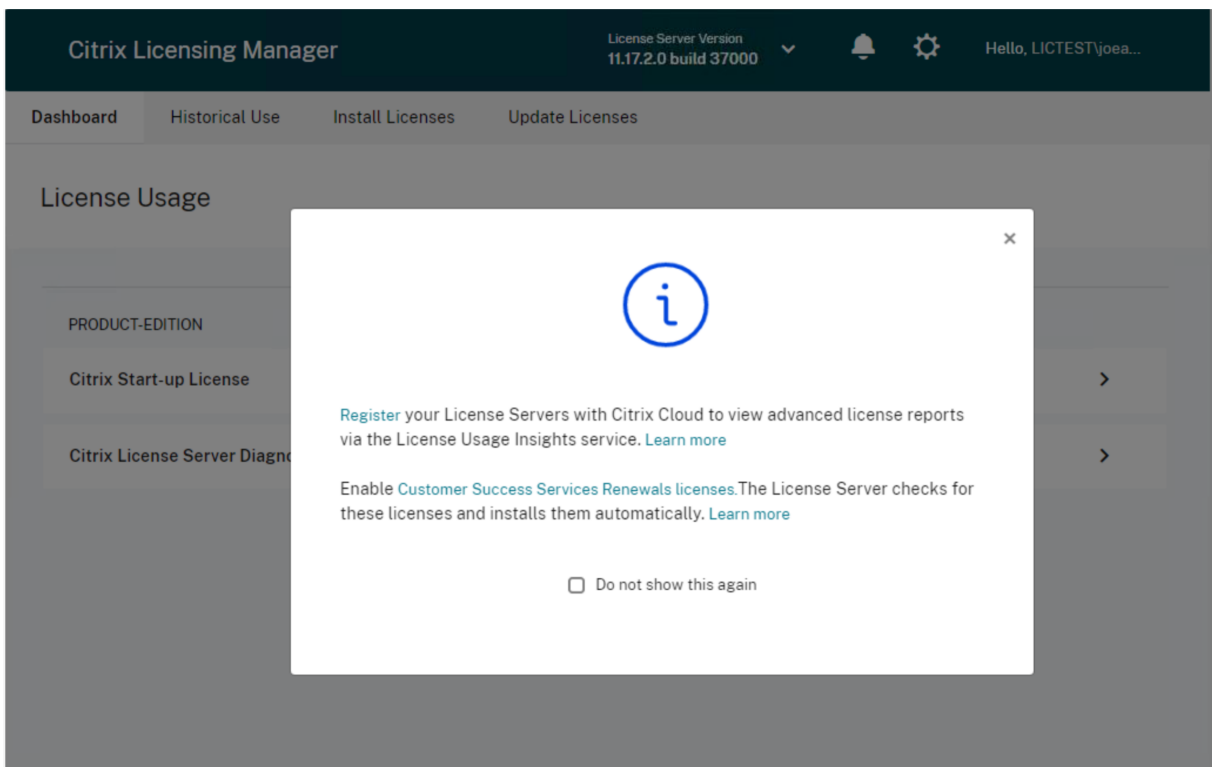 Citrix Licensing Manager
License Server Version
11.17.2.0 build 37000
Hello, LICTEST\joea...
Dashboard
Historical Use
Install Licenses
Update Licenses
License Usage
PRODUCT-EDITION
Citrix Start-up License
Citrix License Server Diagno
Register your License Servers with Citrix Cloud to view advanced license reports
via the License Usage Insights service. Learn more
Enable Customer Success Services Renewals licenses.The License Server checks for
these licenses and installs them automatically. Learn more
Do not show this again